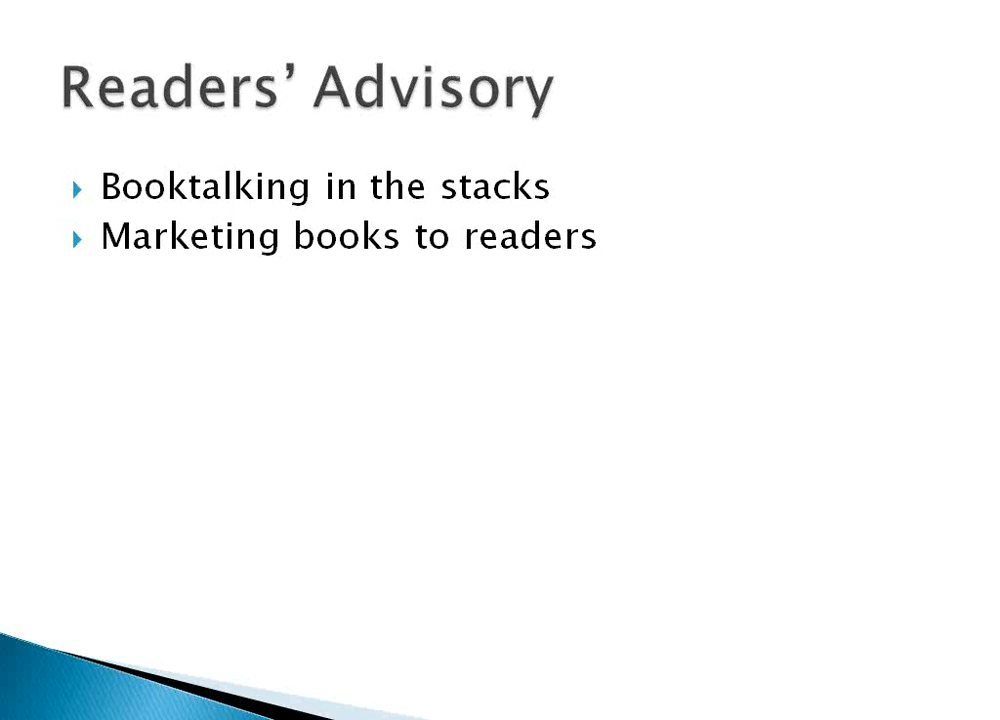 Readers’ Advisory
Booktalking in the stacks
Marketing books to readers